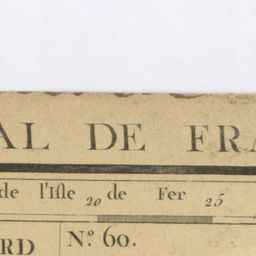 AL DE FRA
de l'Isle 20 de Fer 25
RD N.º 60.